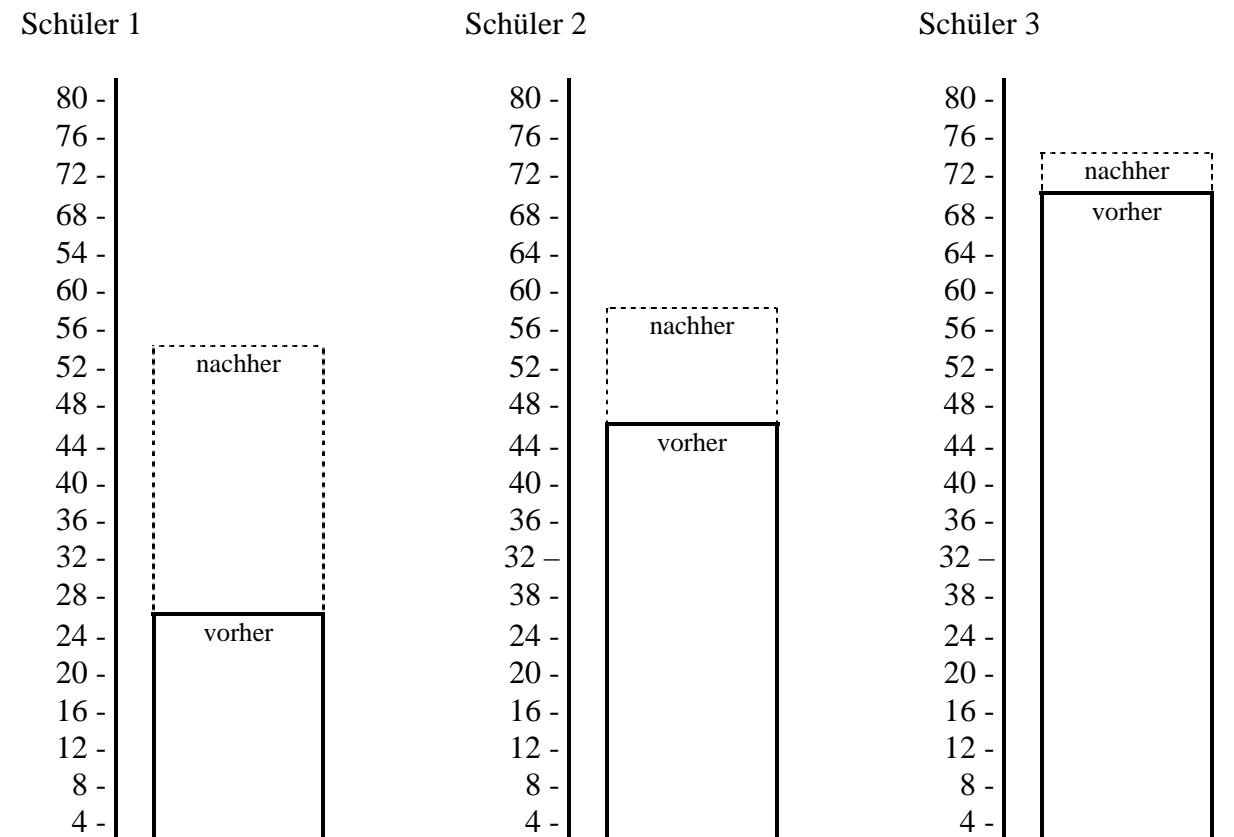 Schüler 1 Schüler 2 Schüler 3
80 - 80 - 80 -
76 - 76 - 76 -
72 - 72 - 72 - nachher
68 - 68 - 68 - vorher
54 - 64 - 64 -
60 - 60 - 60 -
56 - 56 - nachher 56 -
52 - nachher 52 - 52 -
48 - 48 - 48 -
44 - 44 - vorher 44 -
40 - 40 - 40 -
36 - 36 - 36 -
32 - 32 – 32 –
28 - 38 - 38 -
24 - vorher 24 - 24 -
20 - 20 - 20 -
16 - 16 - 16 -
12 - 12 - 12 -
8 - 8 - 8 -
4 - 4 - 4 -